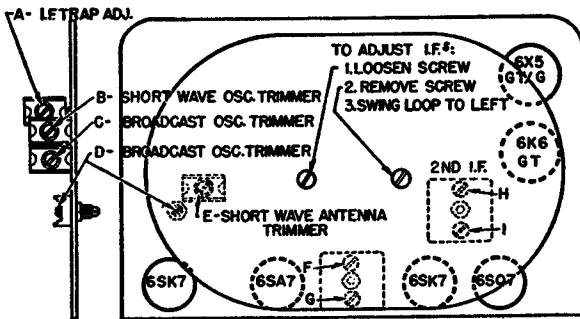 A- I.F. TRAP ADJ.
B- SHORT WAVE OSC. TRIMMER
C- BROADCAST OSC. TRIMMER
D- BROADCAST OSC. TRIMMER
E-SHORT WAVE ANTENNA
TRIMMER
TO ADJUST I.F.S:
1.LOOSEN SCREW
2.REMOVE SCREW
3.SWING LOOP TO LEFT
6X5
GT/G
6K6
GT
2ND I.F.
H
I
F
G
6SK7
6SA7
6SK7
6SQ7